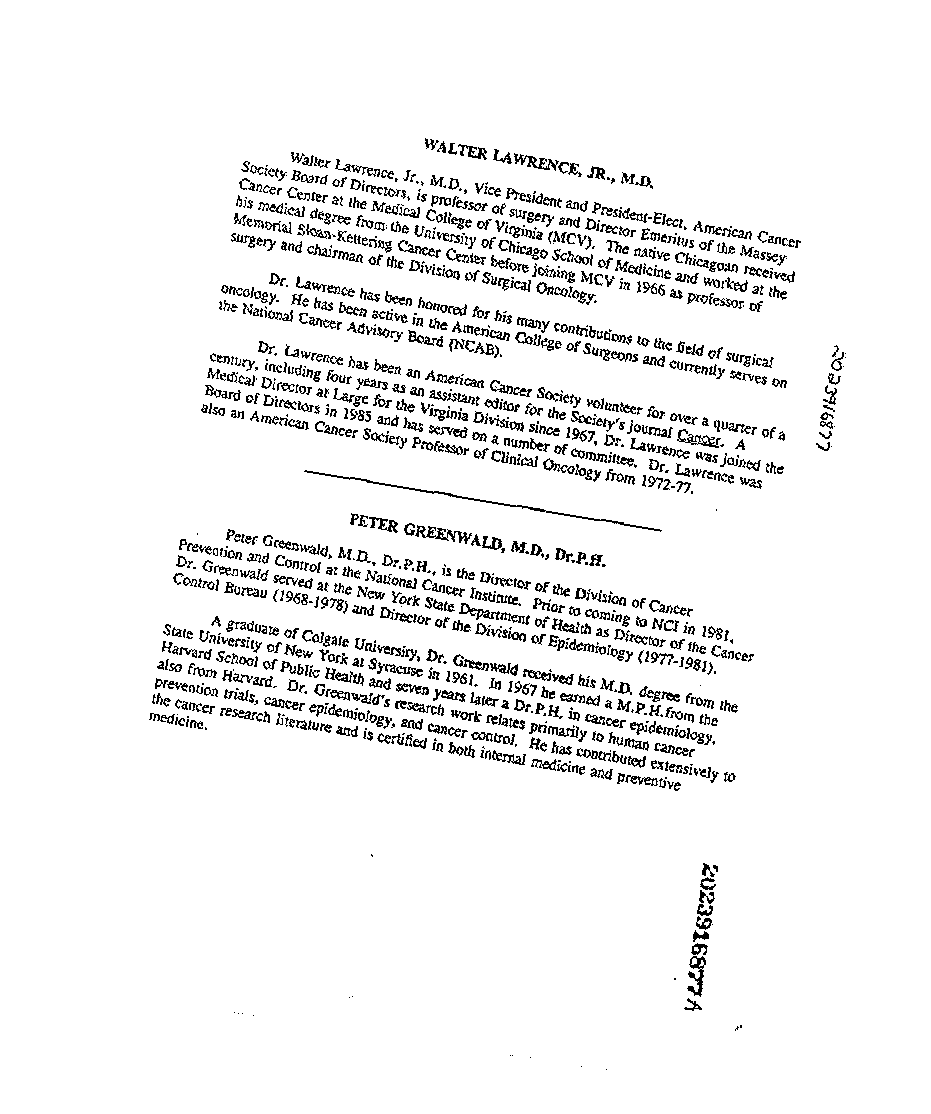 WALTER LAWRENCE, JR., M.D.
Walter Lawrence, Jr., M.D., Vice President and President-Elect, American Cancer
Society Board of Directors, is professor of surgery and Director Emeritus of the Massey
Cancer Center at the Medical College of Virginia (MCV). The native Chicagoan received
his medical degree from the University of Chicago School of Medicine and worked at the
Memorial Sloan-Kettering Cancer Center before joining MCV in 1966 as professor of
surgery and chairman of the Division of Surgical Oncology.
Dr. Lawrence has been honored for his many contributions to the field of surgical
oncology. He has been active in the American College of Surgeons and currently serves on
the National Cancer Advisory Board (NCAB).
Dr. Lawrence has been an American Cancer Society volunteer for over a quarter of a
century, including four years as an assistant editor for the Society's journal Cancer. A
Medical Director at Large for the Virginia Division since 1967, Dr. Lawrence was joined the
Board of Directors in 1985 and has served on a number of committee. Dr. Lawrence was
also an American Cancer Society Professor of Clinical Oncology from 1972-77.
2023916877
PETER GREENWALD, M.D., Dr.P.H.
Peter Greenwald, M.D., Dr.P.H., is the Director of the Division of Cancer
Prevention and Control at the National Cancer Institute. Prior to coming to NCI in 1981,
Dr. Greenwald served at the New York State Department of Health as Director of the Cancer
Control Bureau (1968-1978) and Director of the Division of Epidemiology (1977-1981).
A graduate of Colgate University, Dr. Greenwald received his M.D. degree from the
State University of New York at Syracuse in 1961. In 1967 he earned a M.P.H.from the
Harvard School of Public Health and seven years later a Dr.P.H. in cancer epidemiology,
also from Harvard. Dr. Greenwald's research work relates primarily to human cancer
prevention trials, cancer epidemiology, and cancer control. He has contributed extensively to
the cancer research literature and is certified in both internal medicine and preventive
medicine.
2023916877A